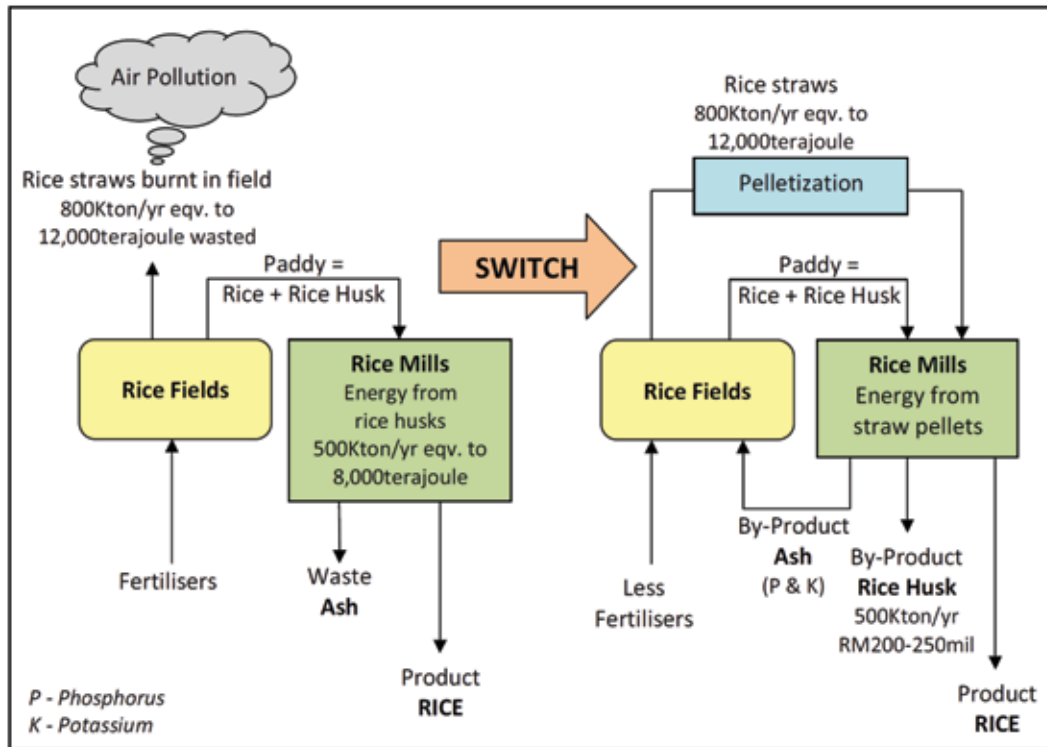 Air Pollution
Rice straws burnt in field
800Kton/yr eqv. to
12,000terajoule wasted
Paddy =
Rice + Rice Husk
Rice Fields
Rice Mills
Energy from
rice husks
500Kton/yr eqv. to
8,000terajoule
Fertilisers
Waste
Ash
Product
RICE
P - Phosphorus
K - Potassium
SWITCH
Rice straws
800Kton/yr eqv. to
12,000terajoule
Pelletization
Paddy =
Rice + Rice Husk
Rice Fields
Rice Mills
Energy from
straw pellets
Less
Fertilisers
By-Product
Ash
(P & K)
By-Product
Rice Husk
500Kton/yr
RM200-250mil
Product
RICE